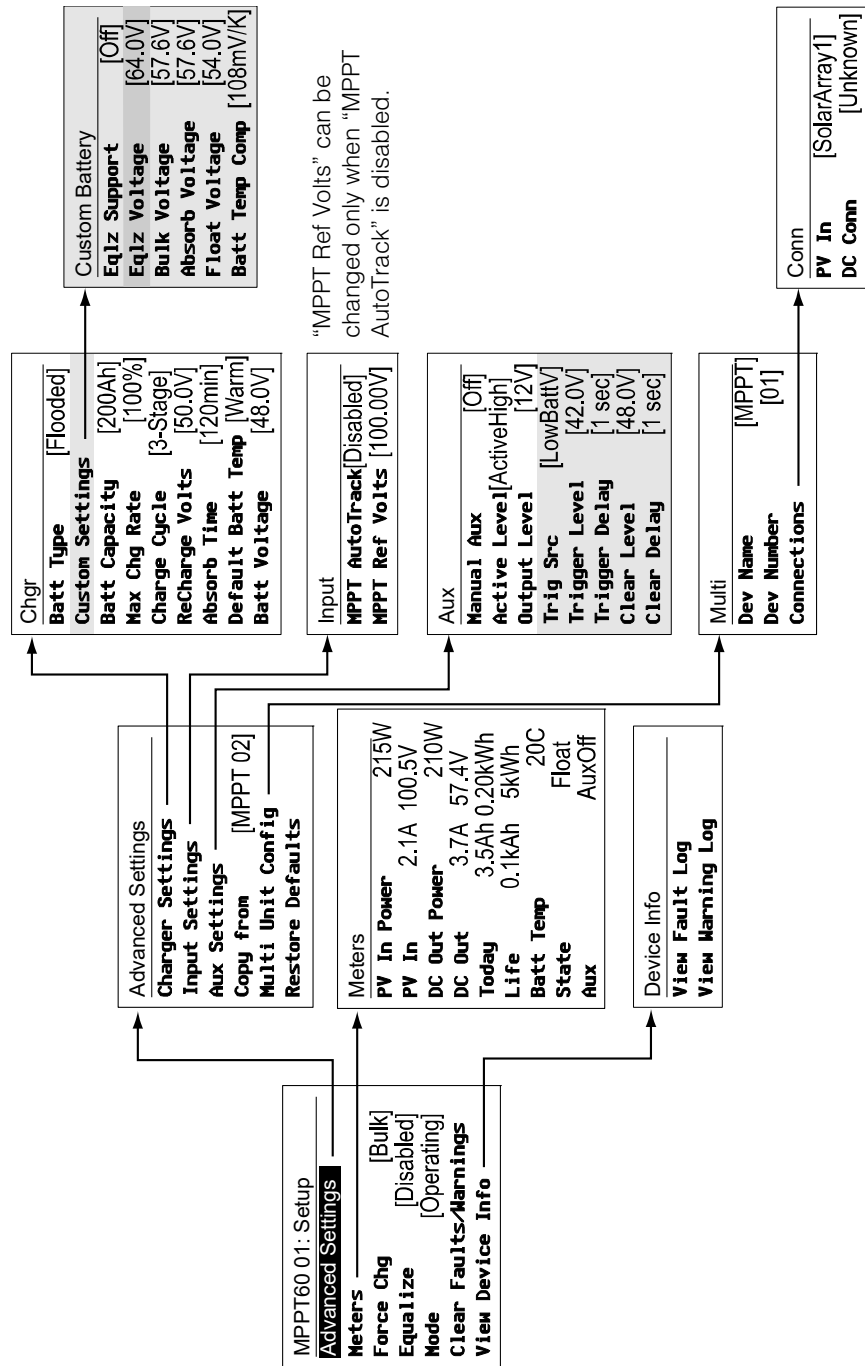 MPPT60 01: Setup
Advanced Settings
Meters
Force Chg [Bulk]
Equalize [Disabled]
Mode [Operating]
Clear Faults/Warnings
View Device Info
Advanced Settings
Charger Settings
Input Settings
Aux Settings
Copy from [MPPT 02]
Multi Unit Config
Restore Defaults
Meters
PV In Power 215W
PV In 2.1A 100.5V
DC Out Power 210W
DC Out 3.7A 57.4V
Today 3.5Ah 0.20kWh
Life 0.1kAh 5kWh
Batt Temp 20C
State Float
Aux AuxOff
Device Info
View Fault Log
View Warning Log
Chgr
Batt Type [Flooded]
Custom Settings
Batt Capacity [200Ah]
Max Chg Rate [100%]
Charge Cycle [3-Stage]
ReCharge Volts [50.0V]
Absorb Time [120min]
Default Batt Temp [Warm]
Batt Voltage [48.0V]
Input
MPPT AutoTrack[Disabled]
MPPT Ref Volts [100.00V]
Aux
Manual Aux [Off]
Active Level[ActiveHigh]
Output Level [12V]
Trig Src [LowBattV]
Trigger Level [42.0V]
Trigger Delay [1 sec]
Clear Level [48.0V]
Clear Delay [1 sec]
Multi
Dev Name [MPPT]
Dev Number [01]
Connections
Custom Battery
Eqlz Support [Off]
Eqlz Voltage [64.0V]
Bulk Voltage [57.6V]
Absorb Voltage [57.6V]
Float Voltage [54.0V]
Batt Temp Comp [108mV/K]
“MPPT Ref Volts” can be
changed only when “MPPT
AutoTrack” is disabled.
Conn
PV In [SolarArray1]
DC Conn [Unknown]